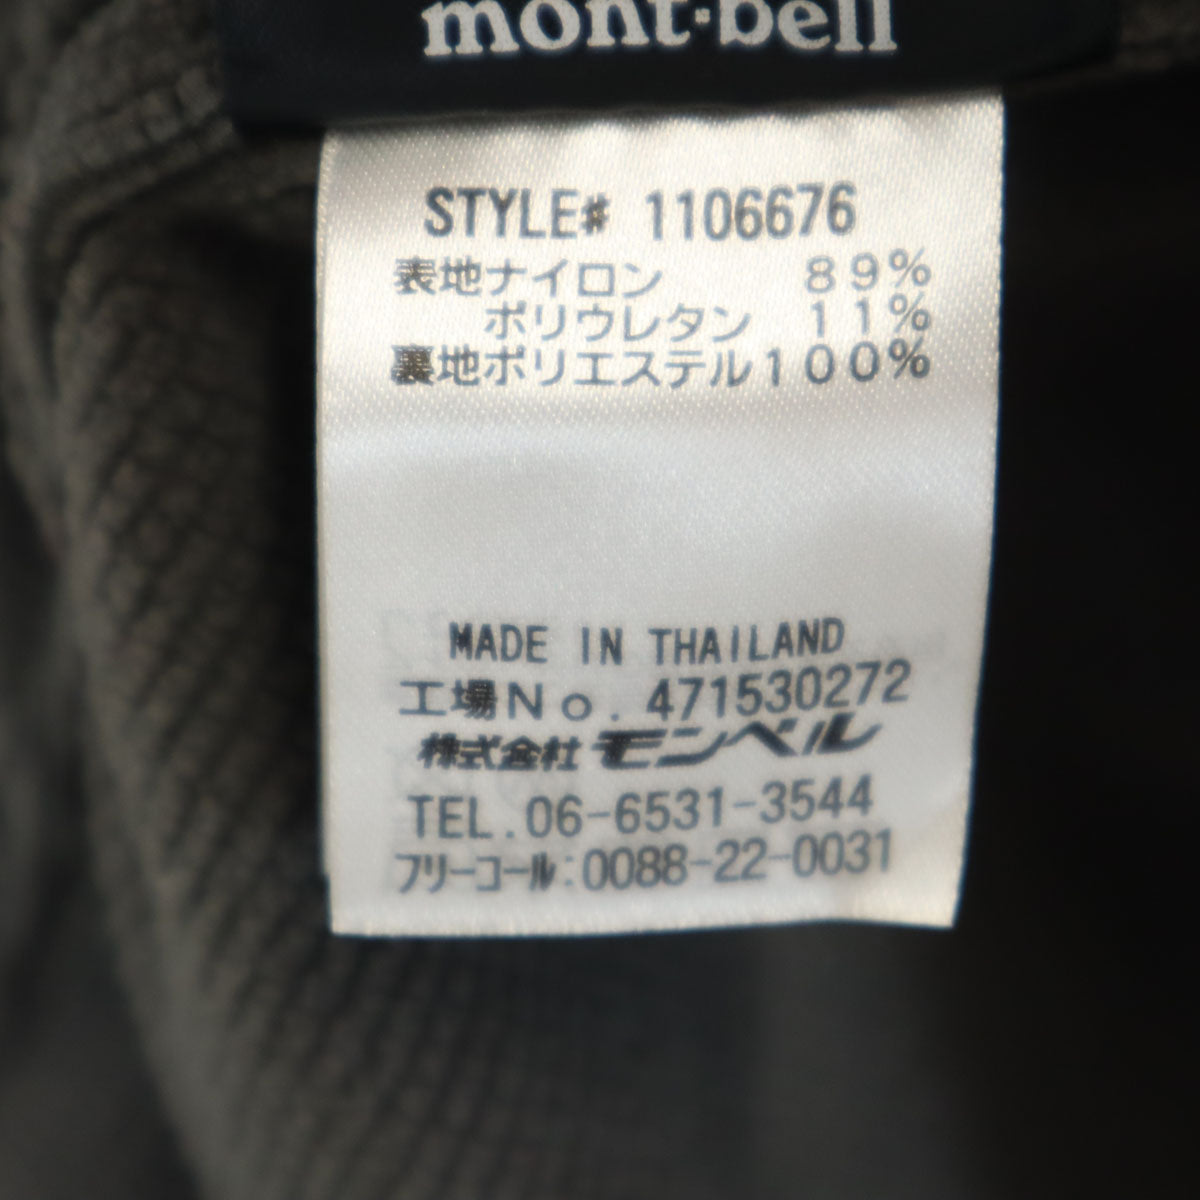 mont-bell
STYLE# 1106676
表地ナイロン 89%
ポリウレタン 11%
裏地ポリエステル100%
MADE IN THAILAND
工場No. 471530272
株式会社 モンベル
TEL.06-6531-3544
フリーコール:0088-22-0031